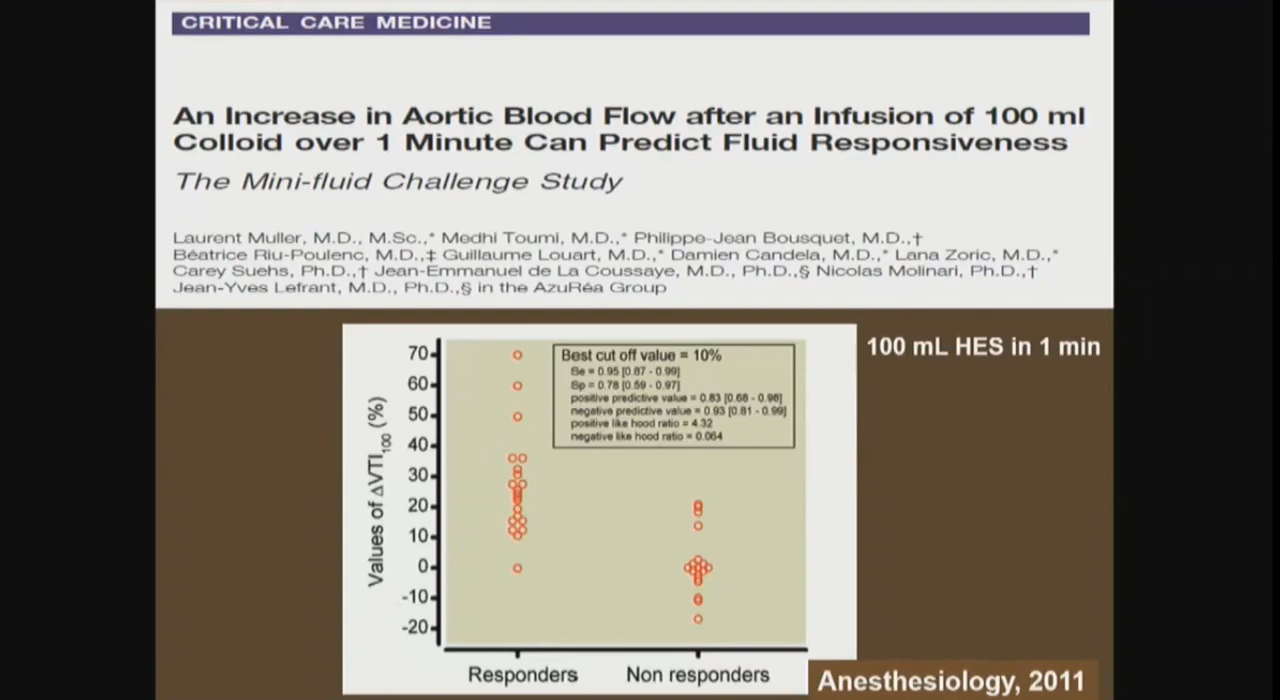 CRITICAL CARE MEDICINE
An Increase in Aortic Blood Flow after an Infusion of 100 ml
Colloid over 1 Minute Can Predict Fluid Responsiveness
The Mini-fluid Challenge Study
Laurent Muller, M.D., M.Sc.,* Medhi Toumi, M.D.,* Philippe-Jean Bousquet, M.D.,†
Béatrice Riu-Poulenc, M.D.,‡ Guillaume Louart, M.D.,* Damien Candela, M.D.,* Lana Zoric, M.D.,*
Carey Suehs, Ph.D.,† Jean-Emmanuel de La Coussaye, M.D., Ph.D.,§ Nicolas Molinari, Ph.D.,†
Jean-Yves Lefrant, M.D., Ph.D.,§ in the AzuRéa Group
100 mL HES in 1 min
Values of ΔVTI100 (%)
70
60
50
40
30
20
10
0
-10
-20
Best cut off value = 10%
Se = 0.95 [0.87 - 0.99]
Sp = 0.78 [0.59 - 0.97]
positive predictive value = 0.83 [0.68 - 0.98]
negative predictive value = 0.93 [0.81 - 0.99]
positive like hood ratio = 4.32
negative like hood ratio = 0.064
Responders
Non responders
Anesthesiology, 2011